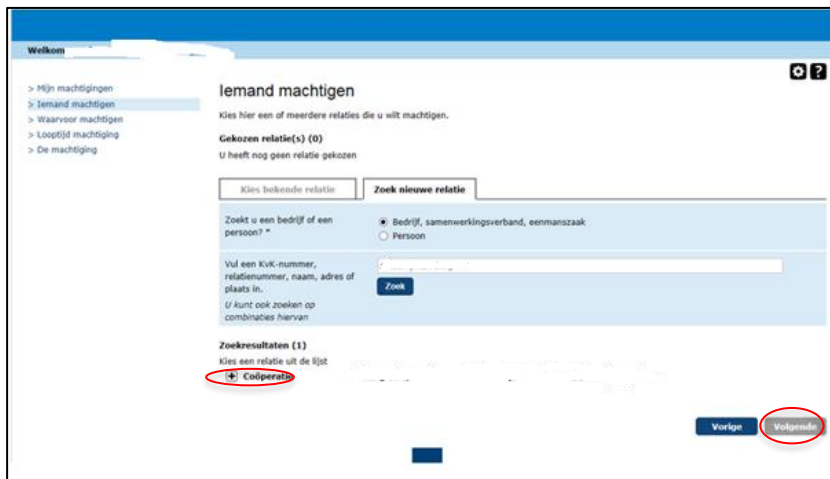 Welkom
> Mijn machtigingen
> Iemand machtigen
> Waarvoor machtigen
> Looptijd machtiging
> De machtiging
?
Iemand machtigen
Kies hier een of meerdere relaties die u wilt machtigen.
Gekozen relatie(s) (0)
U heeft nog geen relatie gekozen
Kies bekende relatie
Zoek nieuwe relatie
Zoekt u een bedrijf of een
persoon? *
Bedrijf, samenwerkingsverband, eenmanszaak
Persoon
Vul een KvK-nummer,
relatienummer, naam, adres of
plaats in.
U kunt ook zoeken op
combinaties hiervan
Zoek
Zoekresultaten (1)
Kies een relatie uit de lijst
+ Coöperatie
Vorige
Volgende